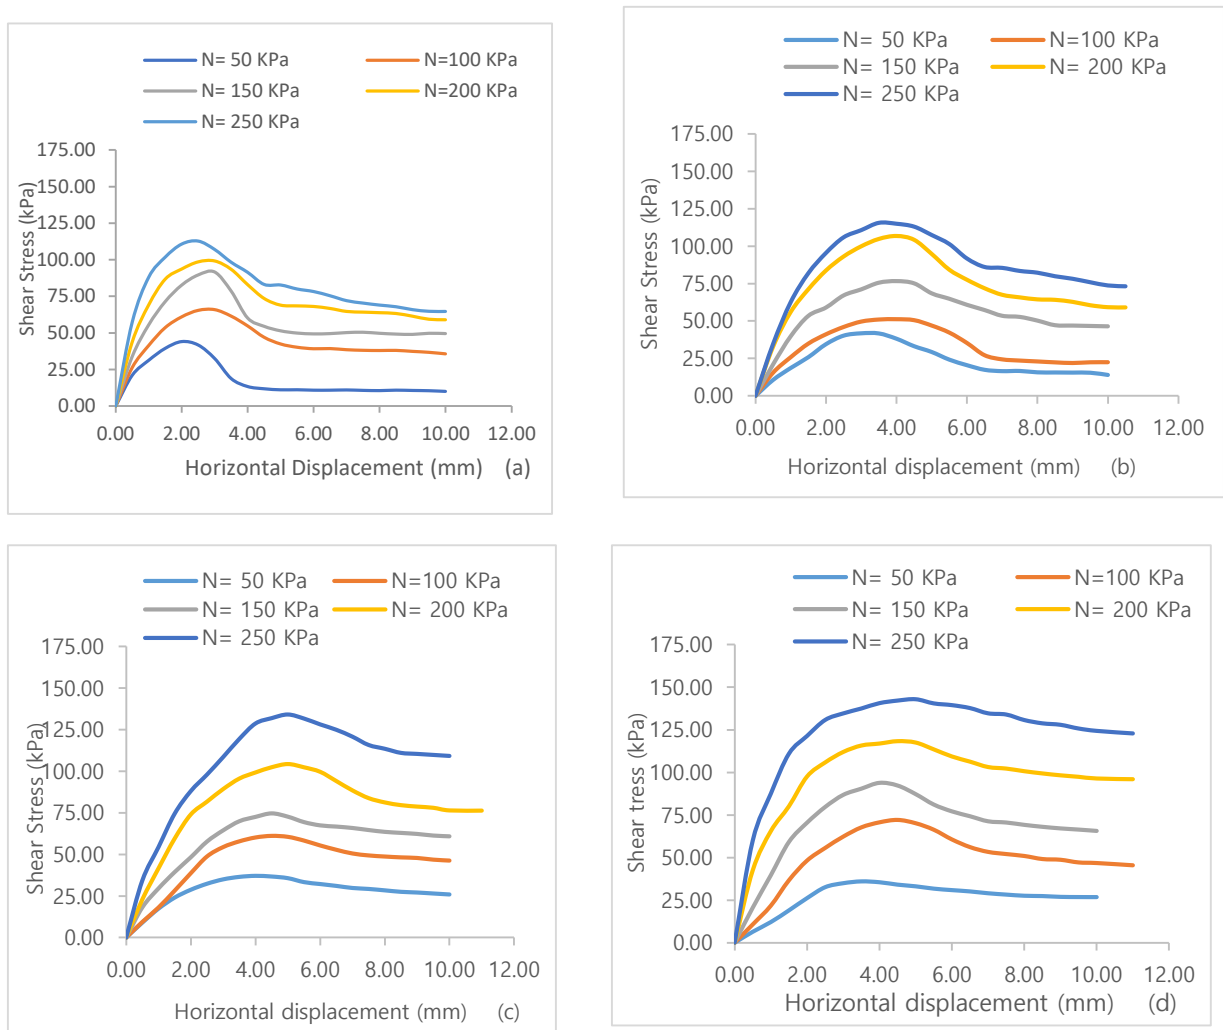 N= 50 KPa N=100 KPa
N= 150 KPa N=200 KPa
N= 250 KPa
175.00
150.00
125.00
100.00
75.00
50.00
25.00
0.00
Shear Stress (kPa)
0.00 2.00 4.00 6.00 8.00 10.00 12.00
Horizontal Displacement (mm) (a)
N= 50 KPa N=100 KPa
N= 150 KPa N= 200 KPa
N= 250 KPa
175.00
150.00
125.00
100.00
75.00
50.00
25.00
0.00
Shear Stress (kPa)
0.00 2.00 4.00 6.00 8.00 10.00 12.00
Horizontal displacement (mm) (b)
N= 50 KPa N=100 KPa
N= 150 KPa N= 200 KPa
N= 250 KPa
175.00
150.00
125.00
100.00
75.00
50.00
25.00
0.00
Shear Stress (kPa)
0.00 2.00 4.00 6.00 8.00 10.00 12.00
Horizontal displacement (mm) (c)
N= 50 KPa N=100 KPa
N= 150 KPa N= 200 KPa
N= 250 KPa
175.00
150.00
125.00
100.00
75.00
50.00
25.00
0.00
Shear tress (kPa)
0.00 2.00 4.00 6.00 8.00 10.00 12.00
Horizontal displacement (mm) (d)